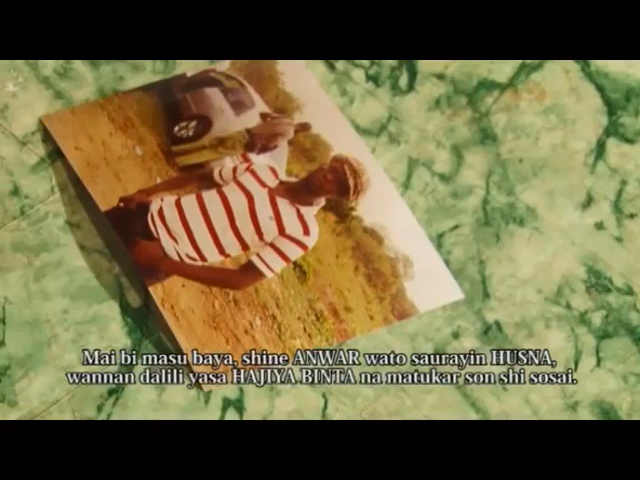 Mai bi masu baya, shine ANWAR wato saurayin HUSNA,
wannan dalili yasa HAJIYA BINTA na matukar son shi sosai.